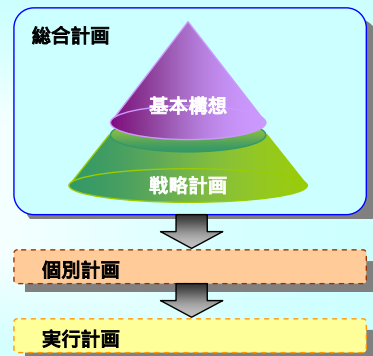 総合計画
基本構想
戦略計画
個別計画
実行計画